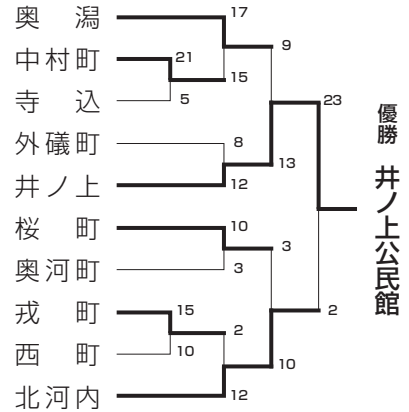 奥潟 17
中村町 21
9
15
寺込 5
23
外礒町 8
13
井ノ上 12
優勝 井ノ上公民館
桜町 10
3
奥河町 3
戎町 15
2
2
西町 10
10
北河内 12